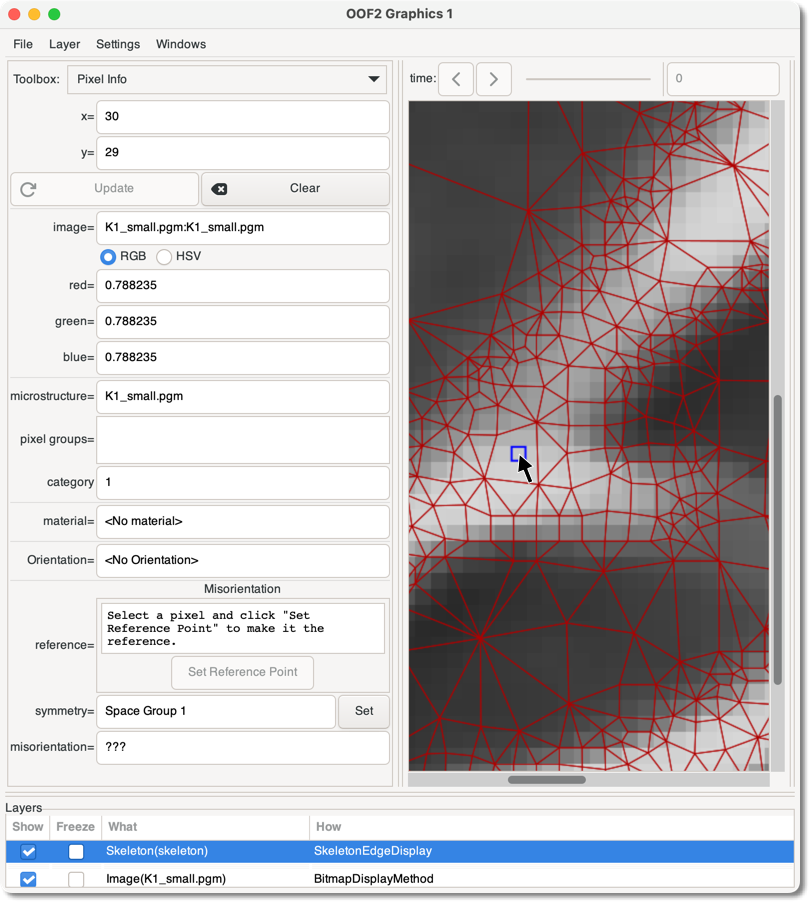 OOF2 Graphics 1
File Layer Settings Windows
Toolbox: Pixel Info
time: 0
x= 30
y= 29
Update Clear
image= K1_small.pgm:K1_small.pgm
RGB HSV
red= 0.788235
green= 0.788235
blue= 0.788235
microstructure= K1_small.pgm
pixel groups=
category 1
material= <No material>
Orientation= <No Orientation>
Misorientation
reference=
Select a pixel and click "Set
Reference Point" to make it the
reference.
Set Reference Point
symmetry= Space Group 1 Set
misorientation= ???
Layers
Show Freeze What How
Skeleton(skeleton) SkeletonEdgeDisplay
Image(K1_small.pgm) BitmapDisplayMethod